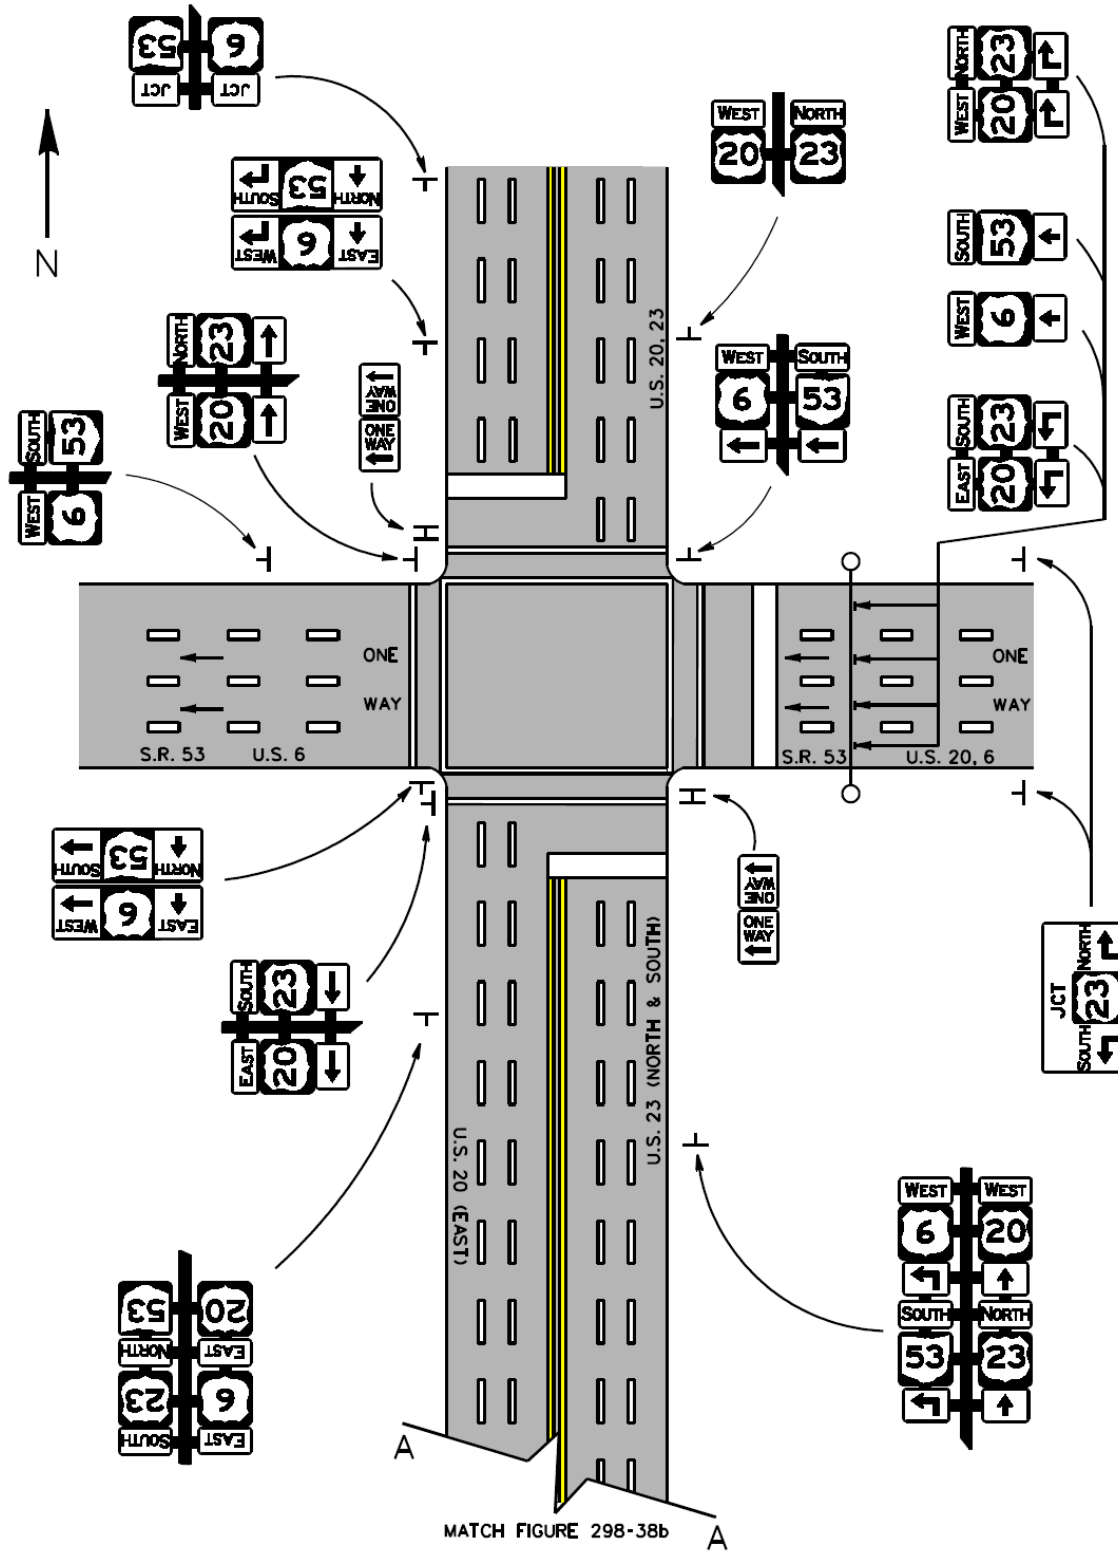 53 6
JCT JCT
N
SOUTH 53 NORTH
WEST 6 EAST
NORTH 23
WEST 20
SOUTH 53
WEST 6
ONE WAY
ONE WAY
WEST NORTH
20 23
WEST SOUTH
6 53
NORTH 23
WEST 20
SOUTH 53
WEST 6
SOUTH 23
EAST 20
U.S. 20, 23
ONE
WAY
S.R. 53 U.S. 6
ONE
WAY
S.R. 53 U.S. 20, 6
SOUTH 53 NORTH
WEST 6 EAST
SOUTH 23
EAST 20
ONE WAY
ONE WAY
JCT
SOUTH 23 NORTH
U.S. 23 (NORTH & SOUTH)
U.S. 20 (EAST)
53 20
NORTH EAST
23 6
SOUTH EAST
WEST WEST
6 20
SOUTH NORTH
53 23
A
A
MATCH FIGURE 298-38b